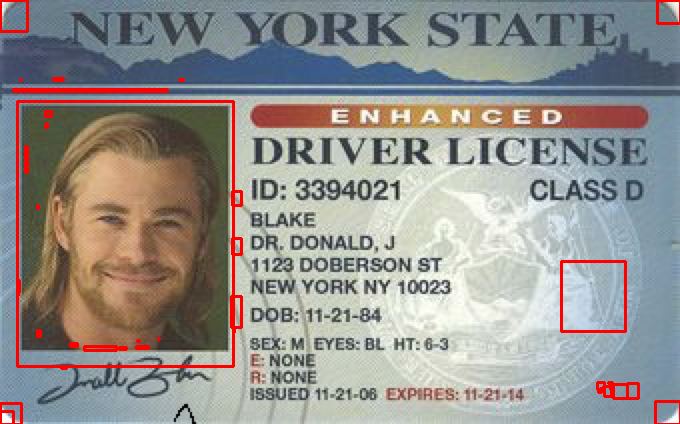 NEW YORK STATE
ENHANCED
DRIVER LICENSE
ID: 3394021 CLASS D
BLAKE
DR. DONALD, J
1123 DOBERSON ST
NEW YORK NY 10023
DOB: 11-21-84
SEX: M EYES: BL HT: 6-3
E: NONE
R: NONE
ISSUED 11-21-06 EXPIRES: 11-21-14